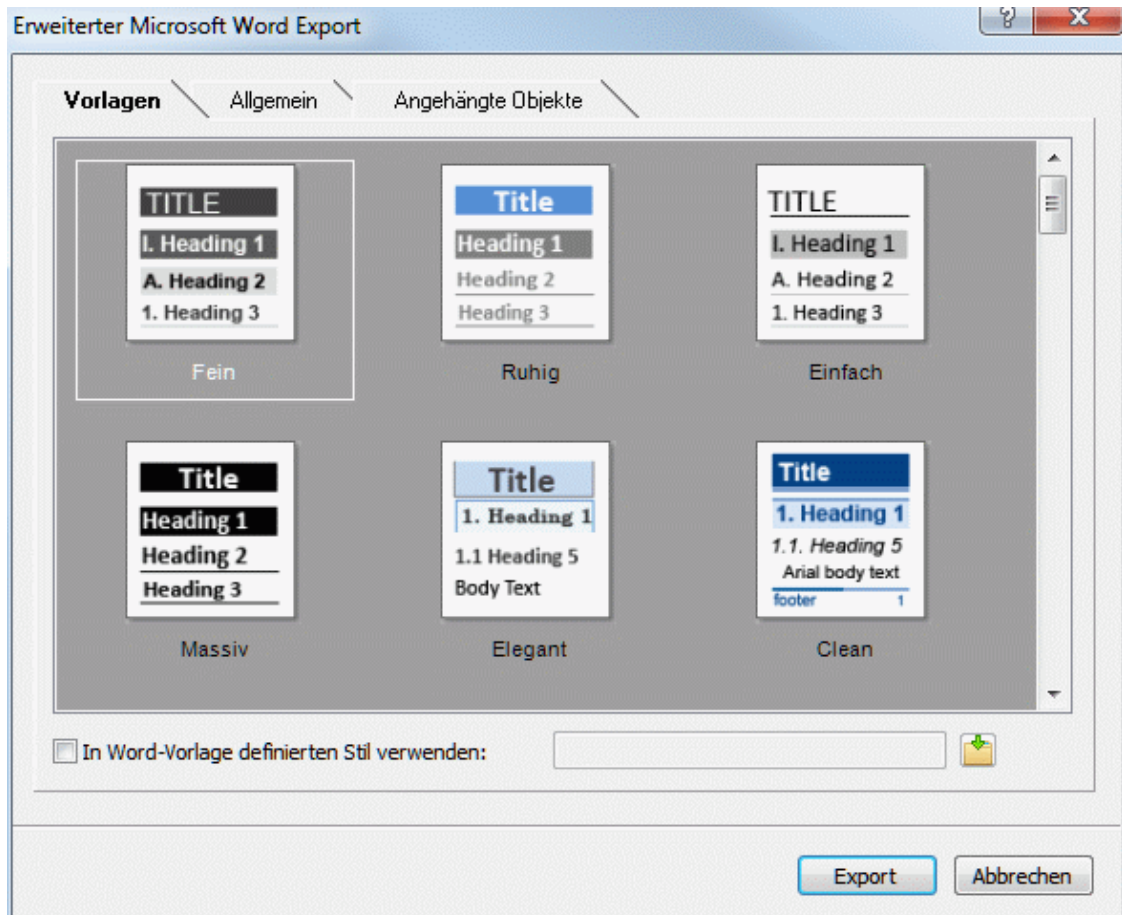 Erweiterter Microsoft Word Export
Vorlagen
Allgemein
Angehängte Objekte
TITLE
I. Heading 1
A. Heading 2
1. Heading 3
Fein
Title
Heading 1
Heading 2
Heading 3
Ruhig
TITLE
I. Heading 1
A. Heading 2
1. Heading 3
Einfach
Title
Heading 1
Heading 2
Heading 3
Massiv
Title
1. Heading 1
1.1 Heading 5
Body Text
Elegant
Title
1. Heading 1
1.1. Heading 5
Arial body text
footer 1
Clean
In Word-Vorlage definierten Stil verwenden:
Export
Abbrechen